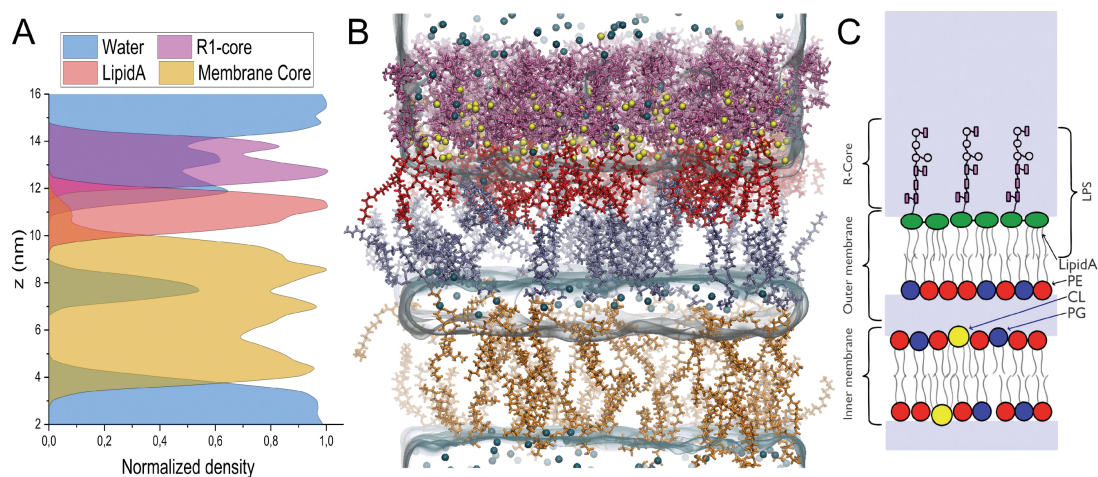 A
Water
R1-core
LipidA
Membrane Core
16
14
12
10
8
6
4
2
z (nm)
0,0
0,2
0,4
0,6
0,8
1,0
Normalized density
B
C
R-Core
Outer membrane
Inner membrane
LPS
LipidA
PE
CL
PG